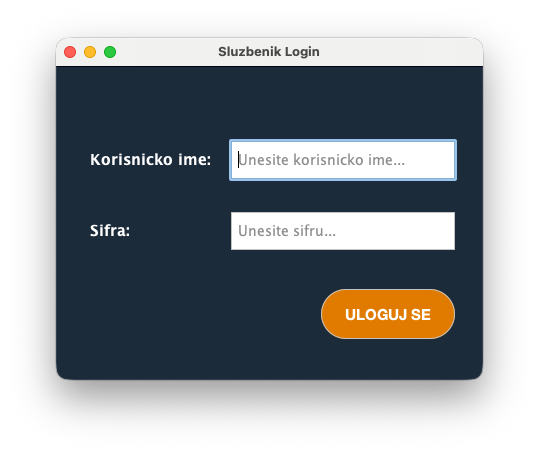 Sluzbenik Login
Korisnicko ime: Unesite korisnicko ime...
Sifra: Unesite sifru...
ULOGUJ SE